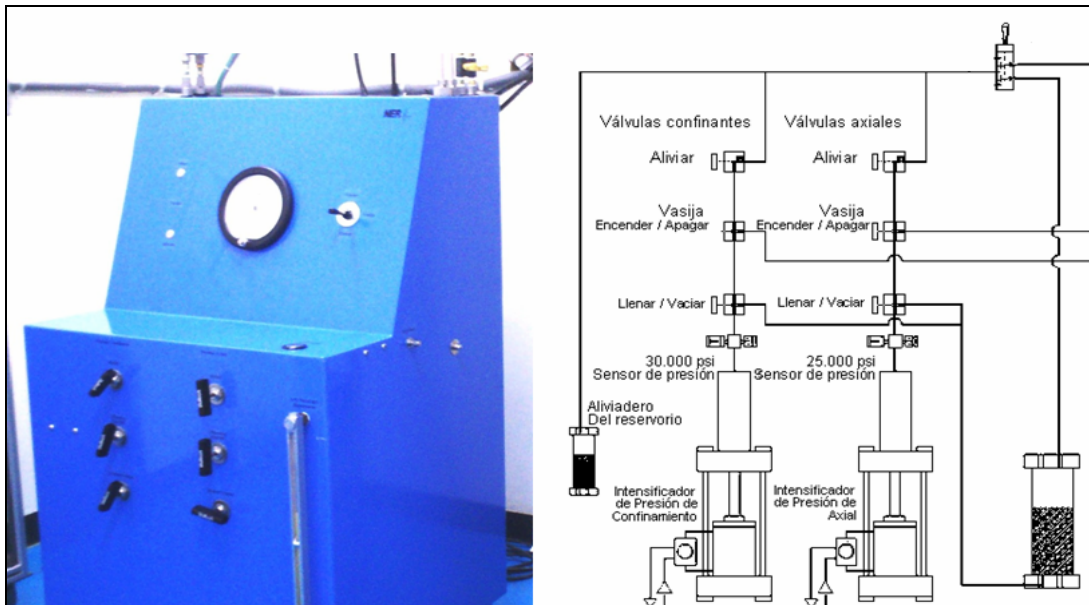 NER
Válvulas confinantes
Válvulas axiales
Aliviar
Aliviar
Vasija
Encender / Apagar
Vasija
Encender / Apagar
Llenar / Vaciar
Llenar / Vaciar
30.000 psi
Sensor de presión
25.000 psi
Sensor de presión
Aliviadero
Del reservorio
Intensificador
de Presión de
Confinamiento
Intensificador
de Presión de
Axial